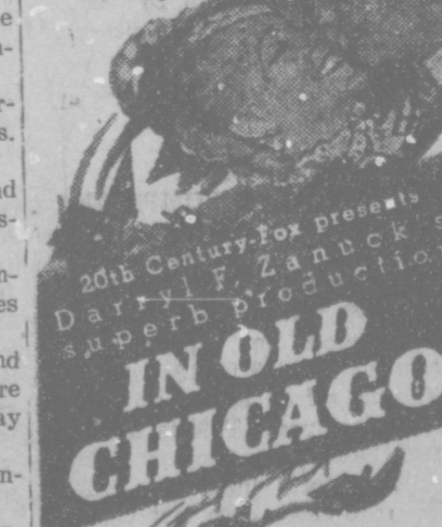 20th Century-Fox presents
Darryl F. Zanuck's
superb production
IN OLD
CHICAGO